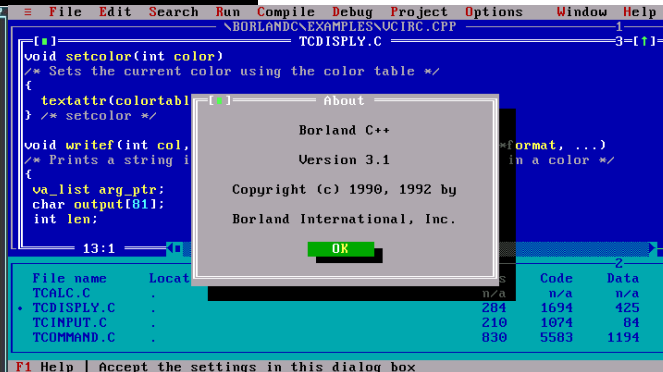 ≡ File Edit Search Run Compile Debug Project Options Window Help
\BORLANDC\EXAMPLES\VCIRC.CPP 1
[■] TCDISPLY.C 3=[↑]
void setcolor(int color)
/* Sets the current color using the color table */
{
textattr(colortabl
} /* setcolor */
void writef(int col, *format, ...)
/* Prints a string i in a color */
{
va_list arg_ptr;
char output[81];
int len;
13:1
[■] About
Borland C++
Version 3.1
Copyright (c) 1990, 1992 by
Borland International, Inc.
OK
2
File name Locat s Code Data
TCALC.C . n/a n/a n/a
• TCDISPLY.C . 284 1694 425
TCINPUT.C . 210 1074 84
TCOMMAND.C . 830 5583 1194
F1 Help | Accept the settings in this dialog box